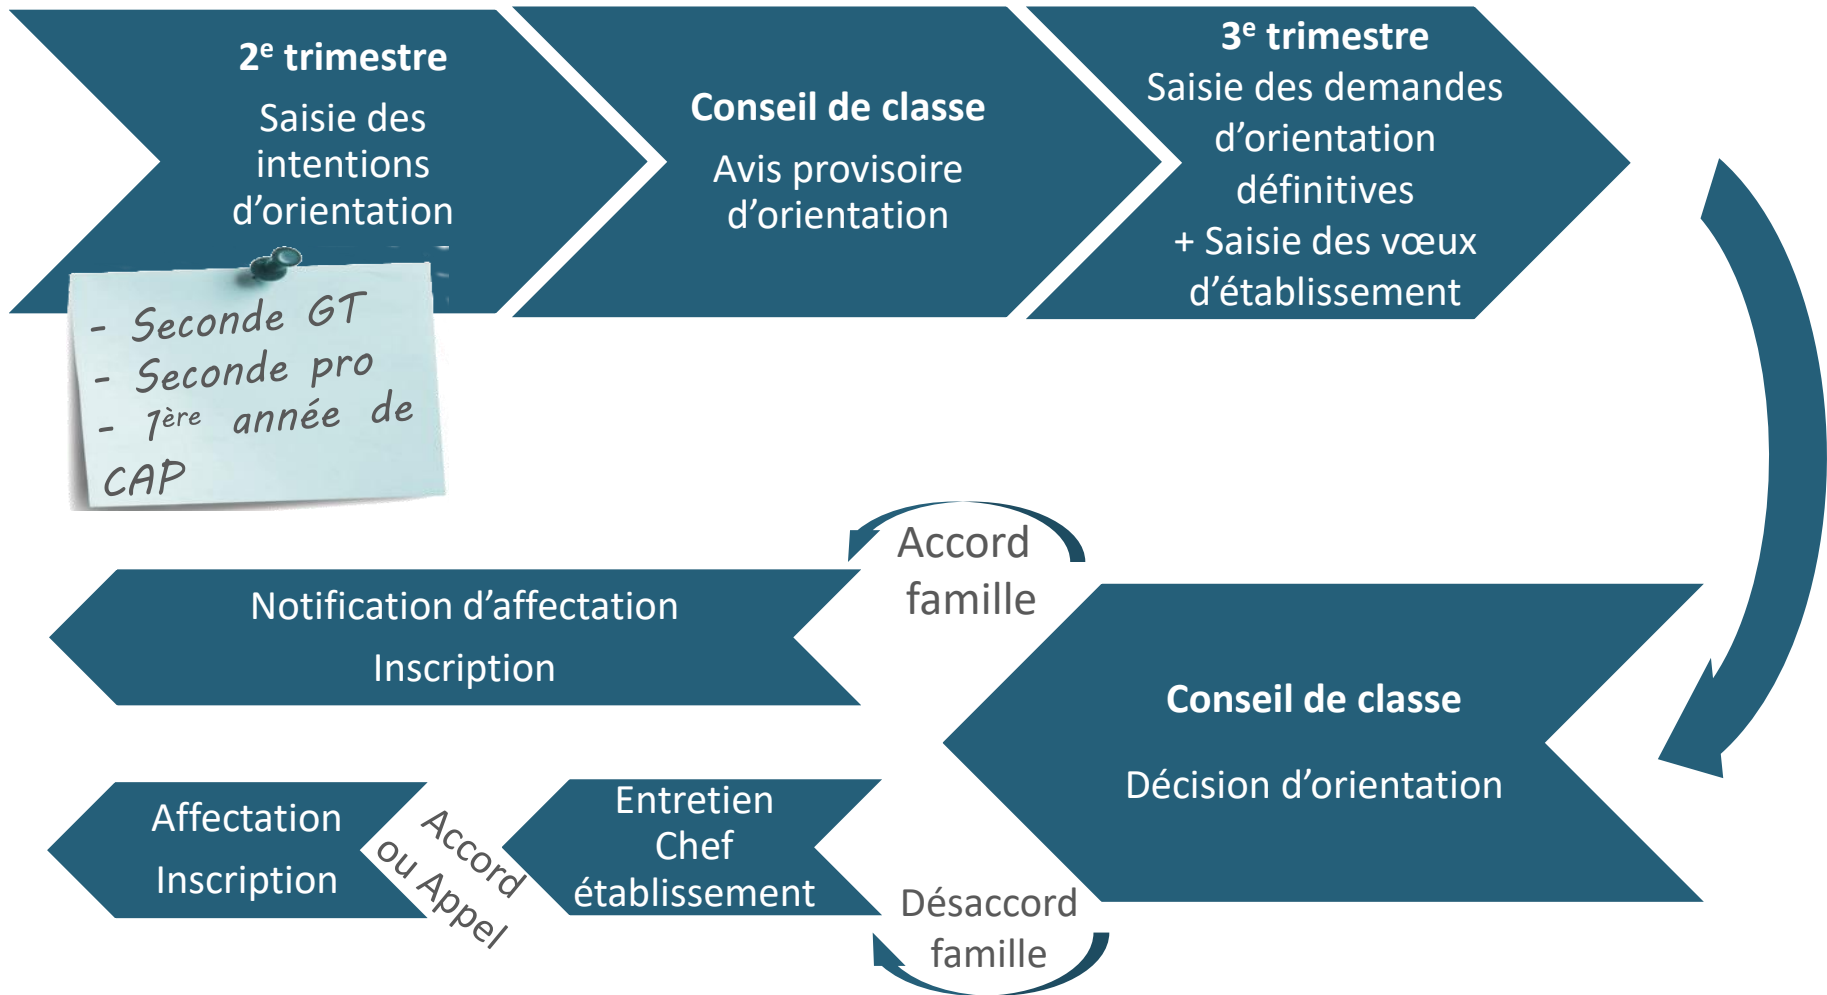 2e trimestre
Saisie des
intentions
d’orientation
- Seconde GT
- Seconde pro
- 1ère année de
CAP
Conseil de classe
Avis provisoire
d’orientation
3e trimestre
Saisie des demandes
d’orientation
définitives
+ Saisie des vœux
d’établissement
Conseil de classe
Décision d’orientation
Accord
famille
Notification d’affectation
Inscription
Désaccord
famille
Entretien
Chef
établissement
Accord
ou Appel
Affectation
Inscription